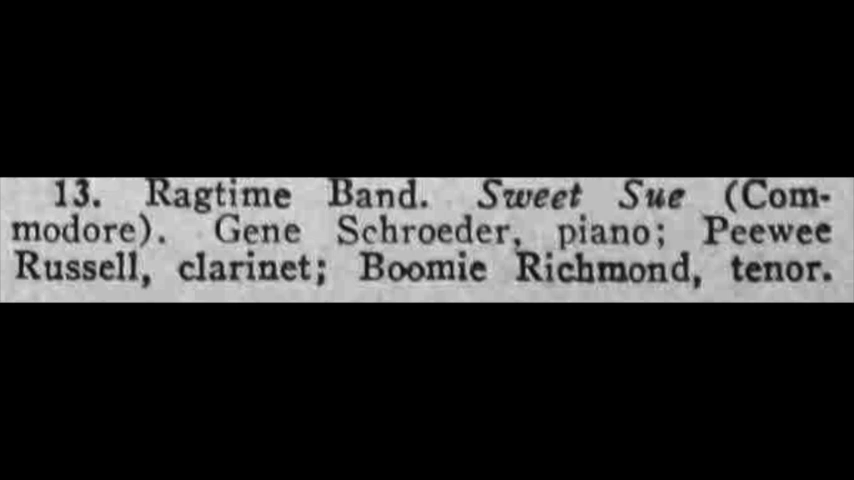 13. Ragtime Band. Sweet Sue (Com-
modore). Gene Schroeder, piano; Peewee
Russell, clarinet; Boomie Richmond, tenor.